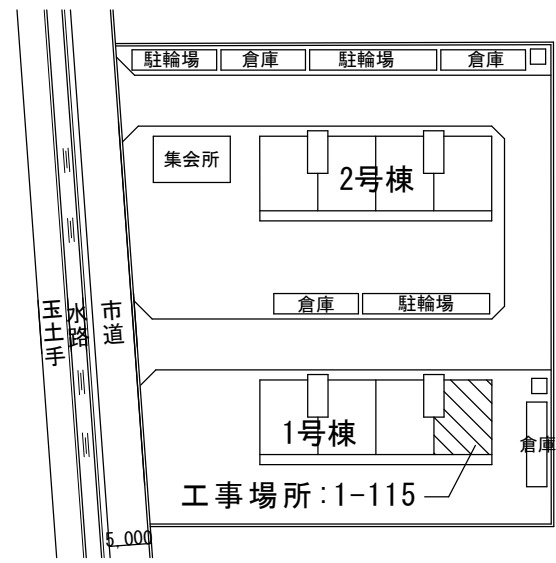 駐輪場
倉庫
駐輪場
倉庫
集会所
2号棟
倉庫
駐輪場
玉土手
水路
市道
1号棟
倉庫
工事場所:1-115
5,000